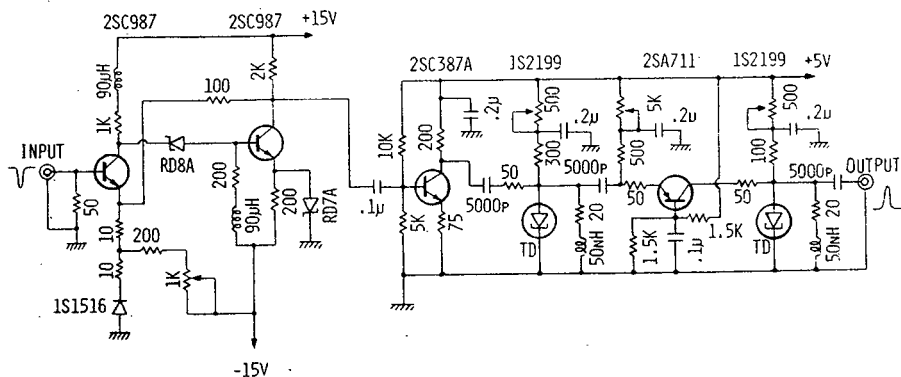 2SC987 2SC987 +15V
90μH
1K
2K
100
INPUT
RD8A
50
200
90μH
200
RD7A
10
200
10
1K
1S1516
-15V
2SC387A 1S2199 2SA711 1S2199 +5V
.2μ
500
5K
500
.2μ
.2μ
.2μ
10K
200
300
500
100
.1μ
5000P
50
5000P
50
50
5000P
OUTPUT
5K
75
20
20
TD
50nH
1.5K
.1μ
1.5K
TD
50nH